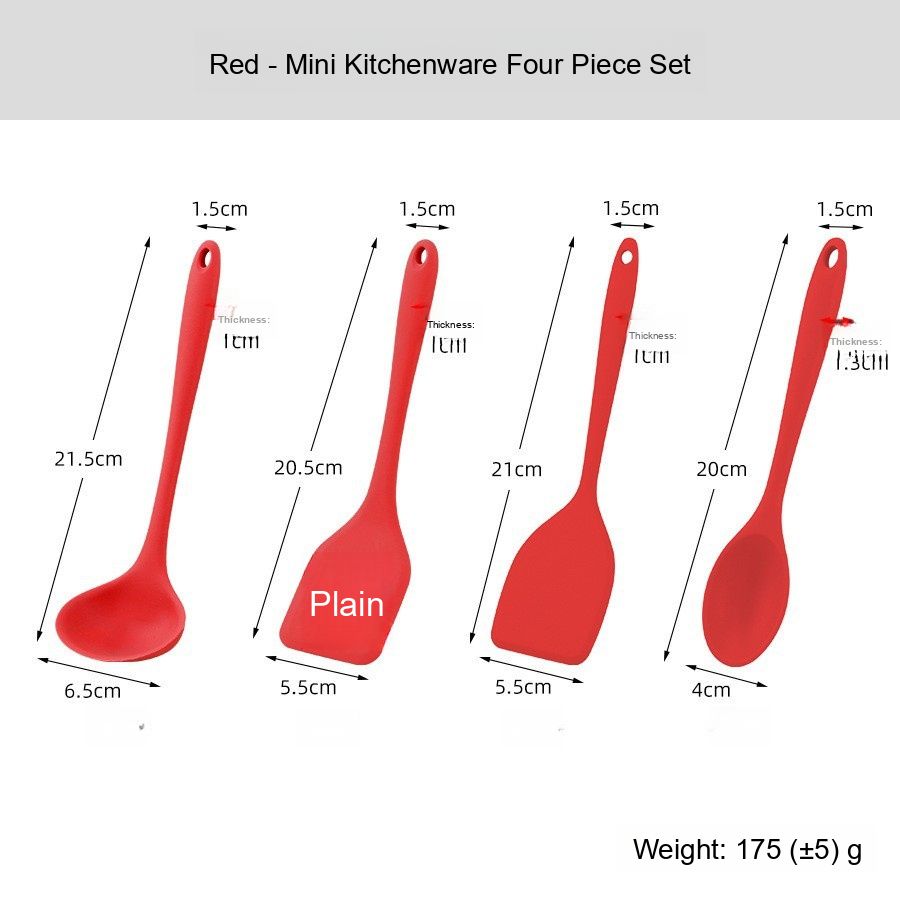 Red - Mini Kitchenware Four Piece Set
1.5cm
1.5cm
1.5cm
1.5cm
Thickness:
1cm
Thickness:
1cm
Thickness:
1cm
Thickness:
1.3cm
21.5cm
20.5cm
21cm
20cm
Plain
6.5cm
5.5cm
5.5cm
4cm
Weight: 175 (±5) g